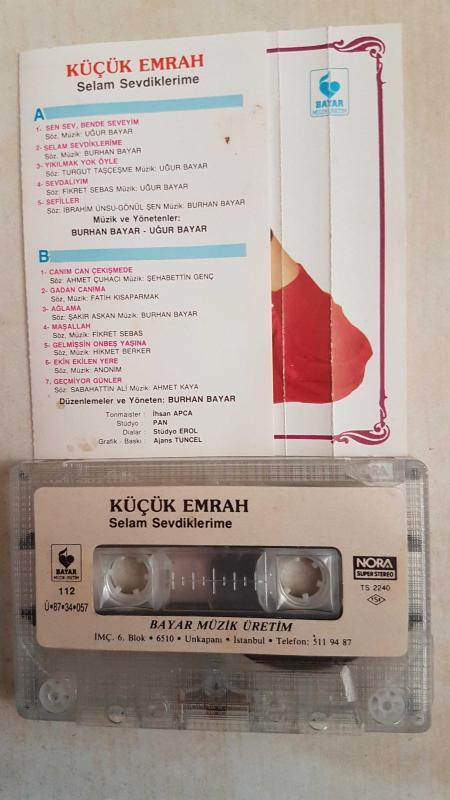 KÜÇÜK EMRAH
Selam Sevdiklerime
BAYAR
MÜZİK ÜRETİM
A
1- SEN SEV, BENDE SEVEYİM
Söz, Müzik: UĞUR BAYAR
2- SELAM SEVDİKLERİME
Söz, Müzik: BURHAN BAYAR
3- YIKILMAK YOK ÖYLE
Söz: TURGUT TAŞÇEŞME Müzik: UĞUR BAYAR
4- SEVDALIYIM
Söz: FİKRET SEBAS Müzik: UĞUR BAYAR
5- SEFİLLER
Söz: İBRAHİM ÜNSU-GÖNÜL ŞEN Müzik: BURHAN BAYAR
Müzik ve Yönetenler:
BURHAN BAYAR - UĞUR BAYAR
B
1- CANIM CAN ÇEKİŞMEDE
Söz: AHMET ÇUHACI Müzik: ŞEHABETTİN GENÇ
2- GADAN CANIMA
Söz, Müzik: FATİH KISAPARMAK
3- AĞLAMA
Söz: ŞAKİR ASKAN Müzik: BURHAN BAYAR
4- MAŞALLAH
Söz, Müzik: FİKRET SEBAS
5- GELMİŞSİN ONBEŞ YAŞINA
Söz, Müzik: HİKMET BERKER
6- EKİN EKİLEN YERE
Söz, Müzik: ANONİM
7. GEÇMİYOR GÜNLER
Söz: SABAHATTİN ALİ Müzik: AHMET KAYA
Düzenlemeler ve Yöneten: BURHAN BAYAR
Tonmaister : İhsan APCA
Stüdyo : PAN
Dialar : Stüdyo EROL
Grafik - Baskı : Ajans TUNCEL
KÜÇÜK EMRAH
Selam Sevdiklerime
BAYAR
MÜZİK ÜRETİM
112
Ü•87•34•057
NORA
SUPER STEREO
TS 2240
TSE
BAYAR MÜZİK ÜRETİM
İMÇ. 6. Blok • 6510 • Unkapanı • İstanbul • Telefon: 511 94 87